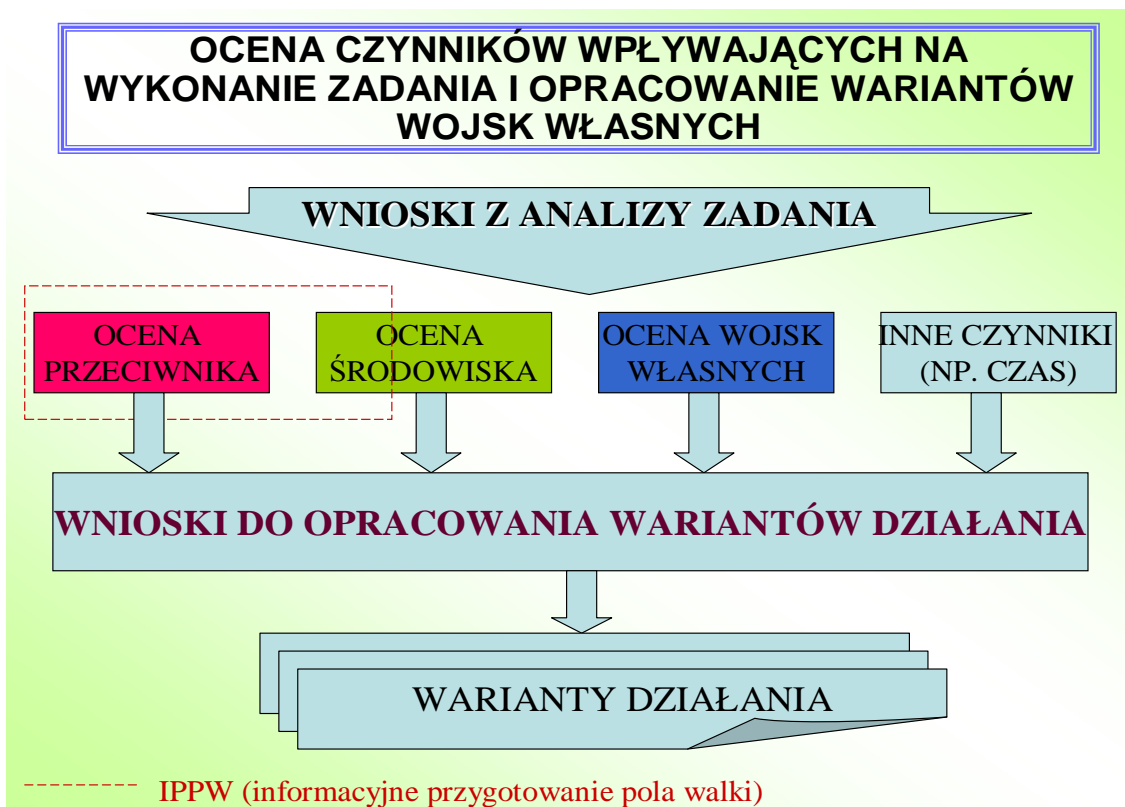 OCENA CZYNNIKÓW WPŁYWAJĄCYCH NA
WYKONANIE ZADANIA I OPRACOWANIE WARIANTÓW
WOJSK WŁASNYCH
WNIOSKI Z ANALIZY ZADANIA
OCENA
PRZECIWNIKA
OCENA
ŚRODOWISKA
OCENA WOJSK
WŁASNYCH
INNE CZYNNIKI
(NP. CZAS)
WNIOSKI DO OPRACOWANIA WARIANTÓW DZIAŁANIA
WARIANTY DZIAŁANIA
IPPW (informacyjne przygotowanie pola walki)